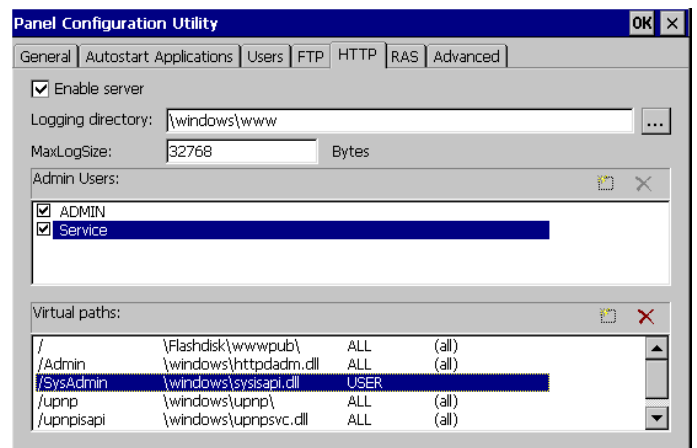 Panel Configuration Utility OK ×
General Autostart Applications Users FTP HTTP RAS Advanced
Enable server
Logging directory: \windows\www ...
MaxLogSize: 32768 Bytes
Admin Users:
ADMIN
Service
Virtual paths:
/ \Flashdisk\wwwpub\ ALL (all)
/Admin \windows\httpdadm.dll ALL (all)
/SysAdmin \windows\sysisapi.dll USER
/upnp \windows\upnp\ ALL (all)
/upnpisapi \windows\upnpsvc.dll ALL (all)